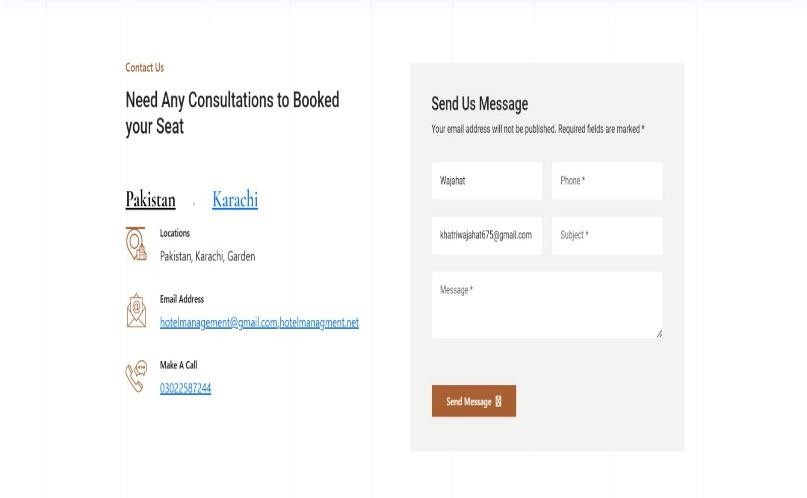 Contact Us
Need Any Consultations to Booked
your Seat
Pakistan , Karachi
Locations
Pakistan, Karachi, Garden
Email Address
hotelmanagement@gmail.com,hotelmanagment.net
Make A Call
03022587244
Send Us Message
Your email address will not be published. Required fields are marked *
Wajahat
Phone *
khatriwajahat675@gmail.com
Subject *
Message *
Send Message